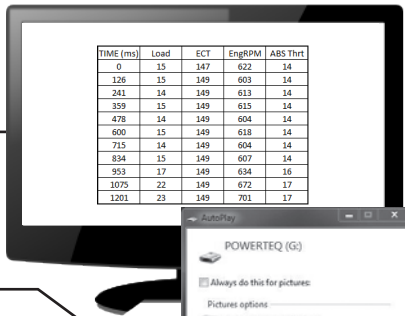 TIME (ms) Load ECT EngRPM ABS Thrt
0 15 147 622 14
126 15 149 603 14
241 14 149 613 14
359 15 149 615 14
478 14 149 604 14
600 15 149 618 14
715 14 149 604 14
834 15 149 607 14
953 17 149 634 16
1075 22 149 672 17
1201 23 149 701 17
AutoPlay
POWERTEQ (G:)
Always do this for pictures:
Pictures options